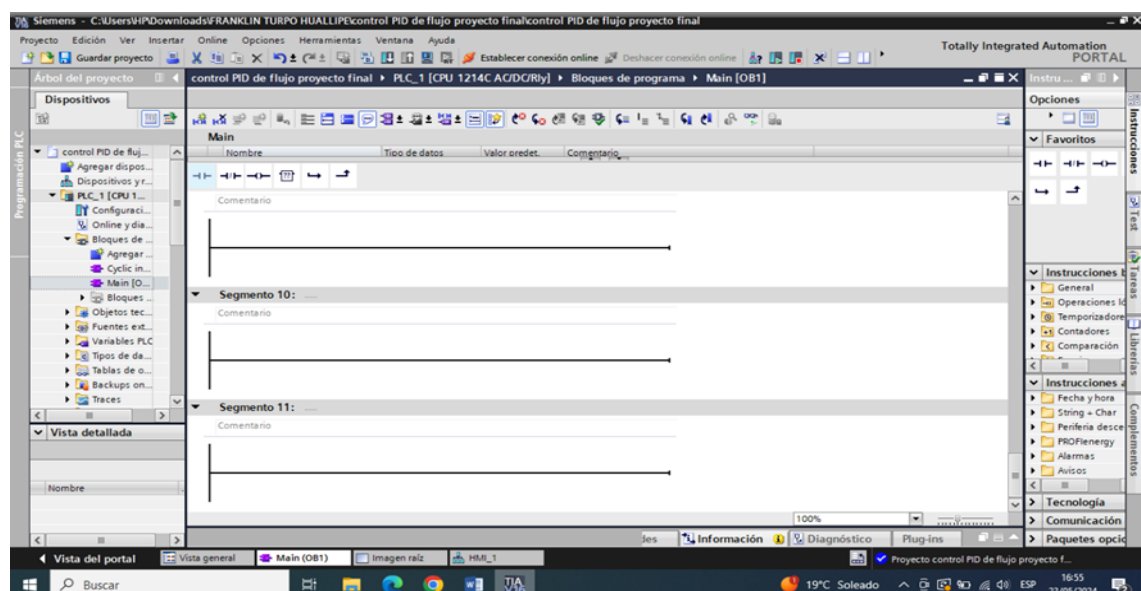 Siemens - C:\Users\HP\Downloads\FRANKLIN TURPO HUALLIPE\control PID de flujo proyecto final\control PID de flujo proyecto final
Proyecto Edición Ver Insertar Online Opciones Herramientas Ventana Ayuda
Totally Integrated Automation
PORTAL
Guardar proyecto
Establecer conexión online
Deshacer conexión online
Árbol del proyecto
control PID de flujo proyecto final PLC_1 [CPU 1214C AC/DC/Rly] Bloques de programa Main [OB1]
Instru...
Dispositivos
Opciones
Programación PLC
control PID de fluj...
Agregar dispos...
Dispositivos y r...
PLC_1 [CPU 1...
Configuraci...
Online y dia...
Bloques de ...
Agregar ...
Cyclic in...
Main [O...
Bloques ...
Objetos tec...
Fuentes ext...
Variables PLC
Tipos de da...
Tablas de o...
Backups on...
Traces
Vista detallada
Nombre
Main
Nombre Tipo de datos Valor predet. Comentario
Comentario
Segmento 10: ......
Comentario
Segmento 11: ......
Comentario
100%
Información Diagnóstico Plug-ins
Favoritos
Instrucciones
General
Temporizadore
Contadores
Comparación
Instrucciones
Fecha y hora
String + Char
Periferia desce
PROFIenergy
Alarmas
Avisos
Tecnología
Comunicación
Paquetes opcio
Instrucciones
Test
Tareas
Librerías
Complementos
Vista del portal
Vista general
Main (OB1)
Imagen raíz
HMI_1
Proyecto control PID de flujo proyecto f...
Buscar
19°C Soleado
ESP
16:55